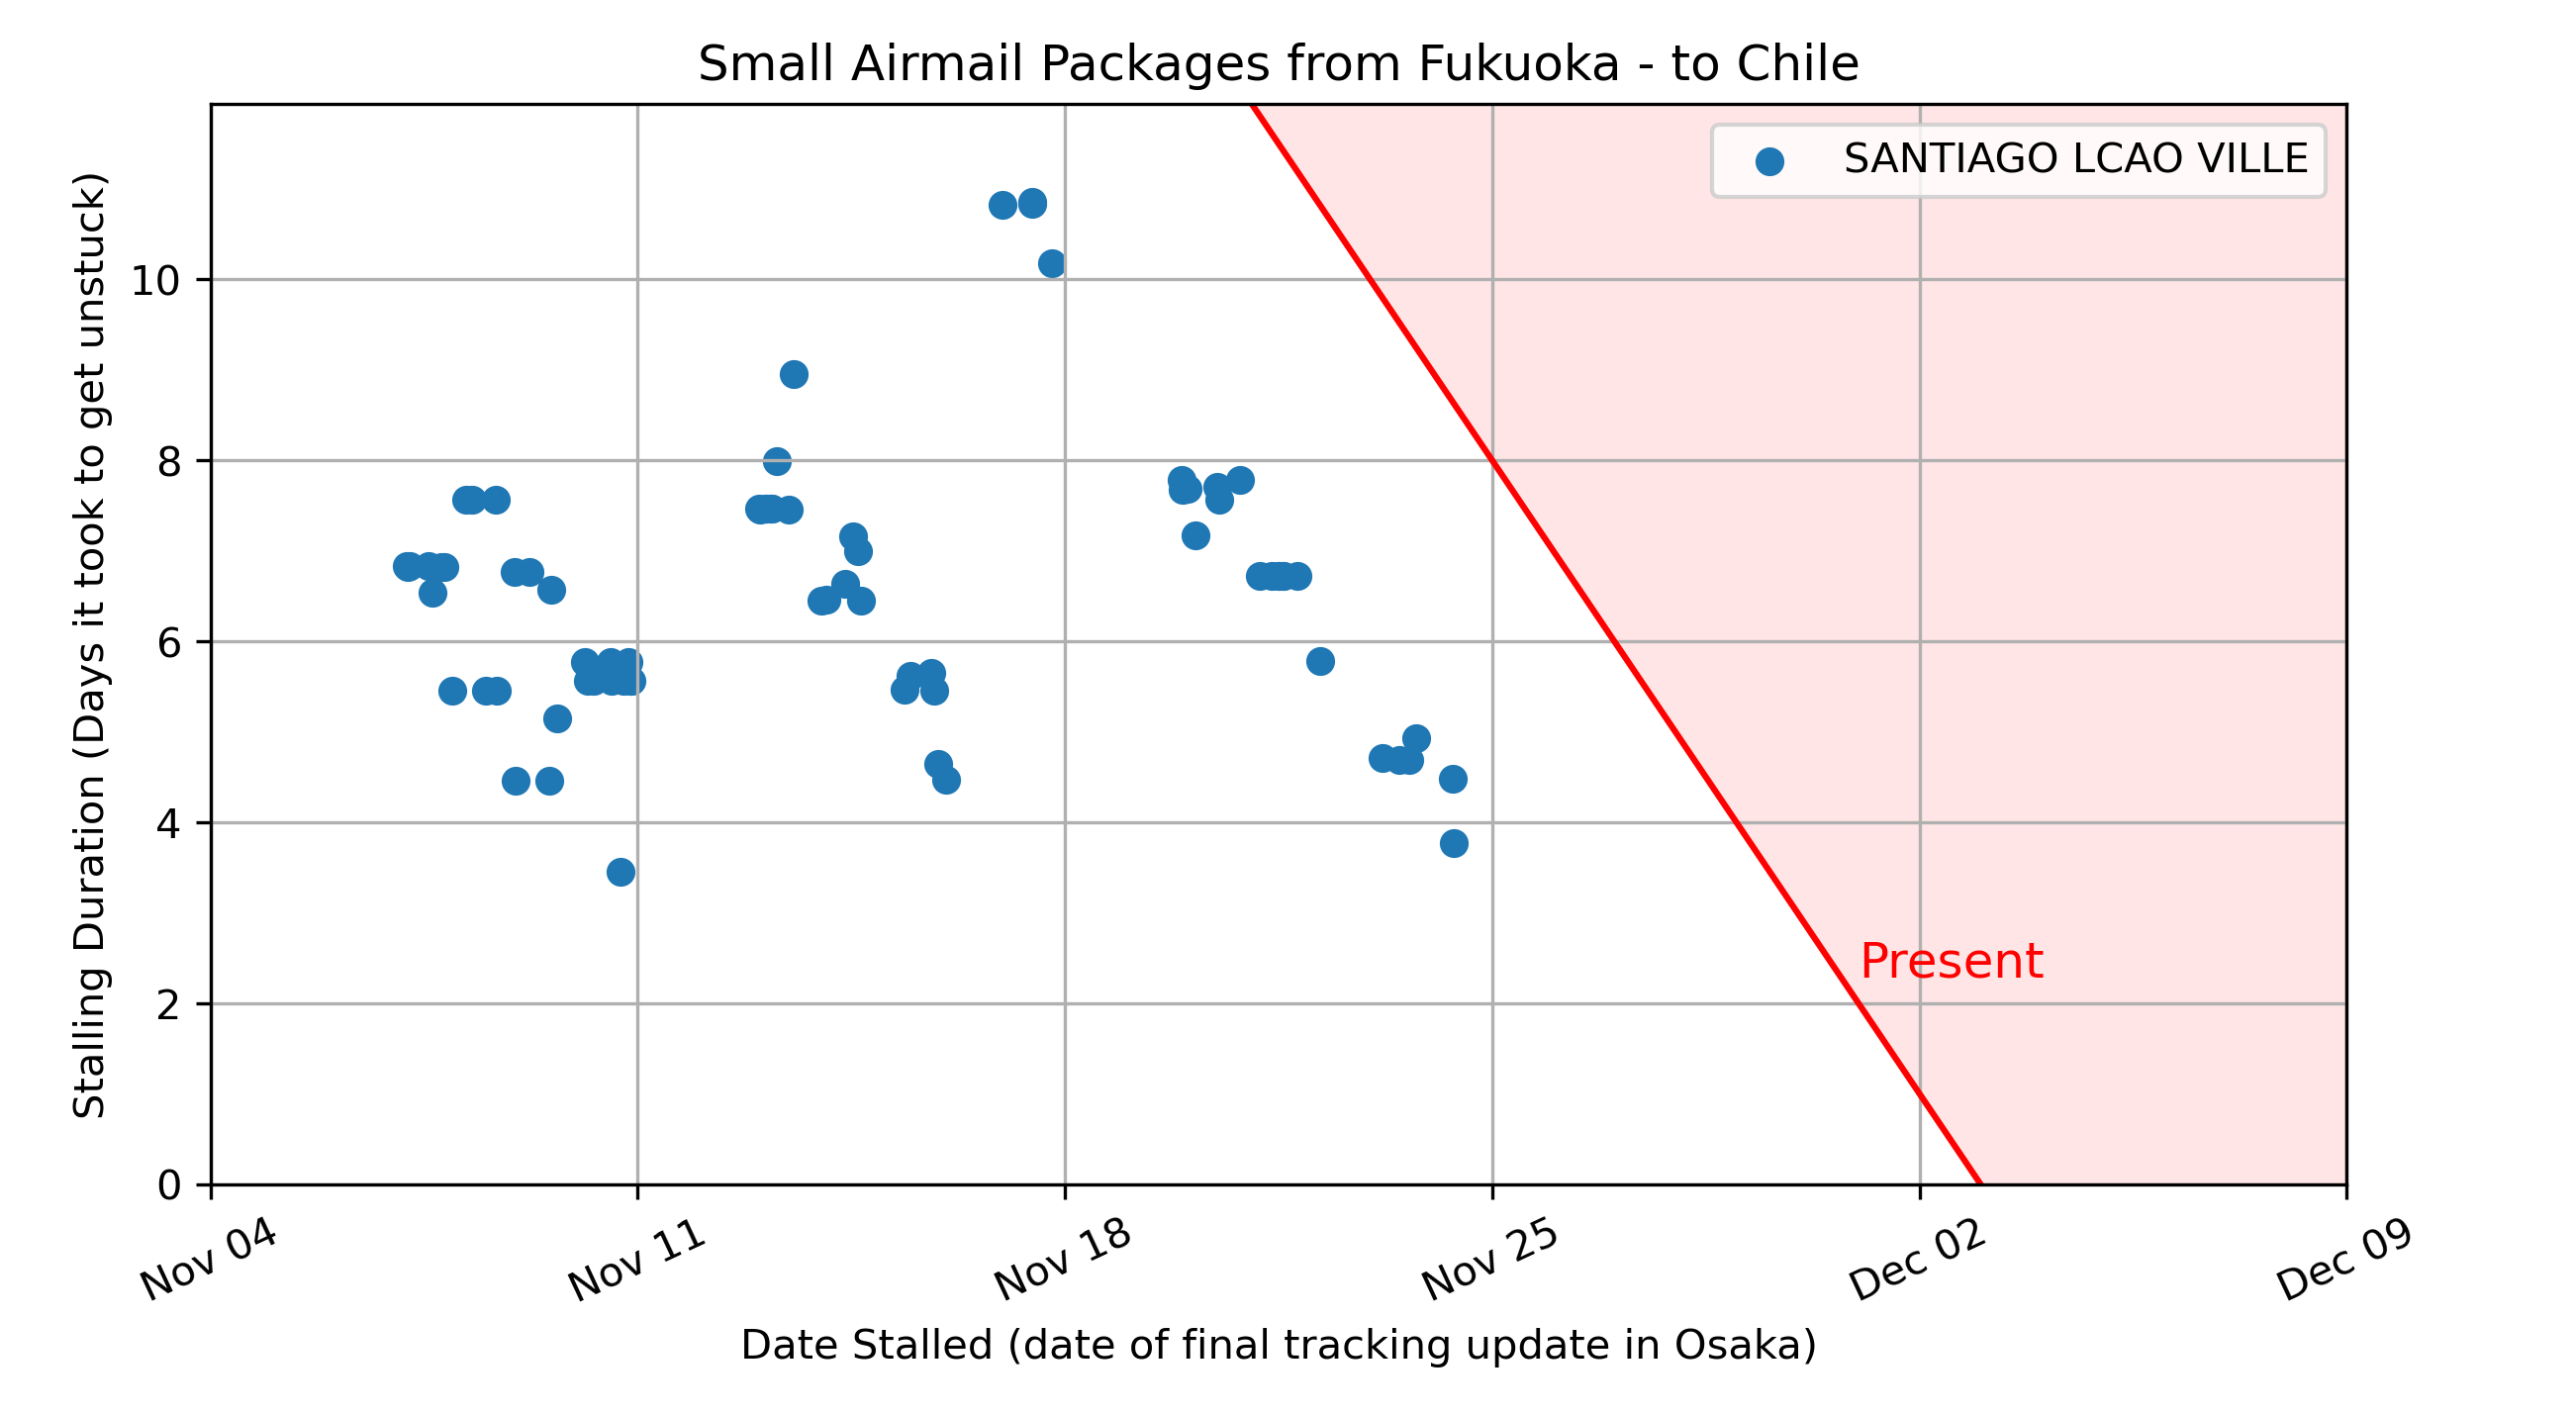 Small Airmail Packages from Fukuoka - to Chile
SANTIAGO LCAO VILLE
Stalling Duration (Days it took to get unstuck)
10
8
6
4
2
0
Present
Nov 04
Nov 11
Nov 18
Nov 25
Dec 02
Dec 09
Date Stalled (date of final tracking update in Osaka)